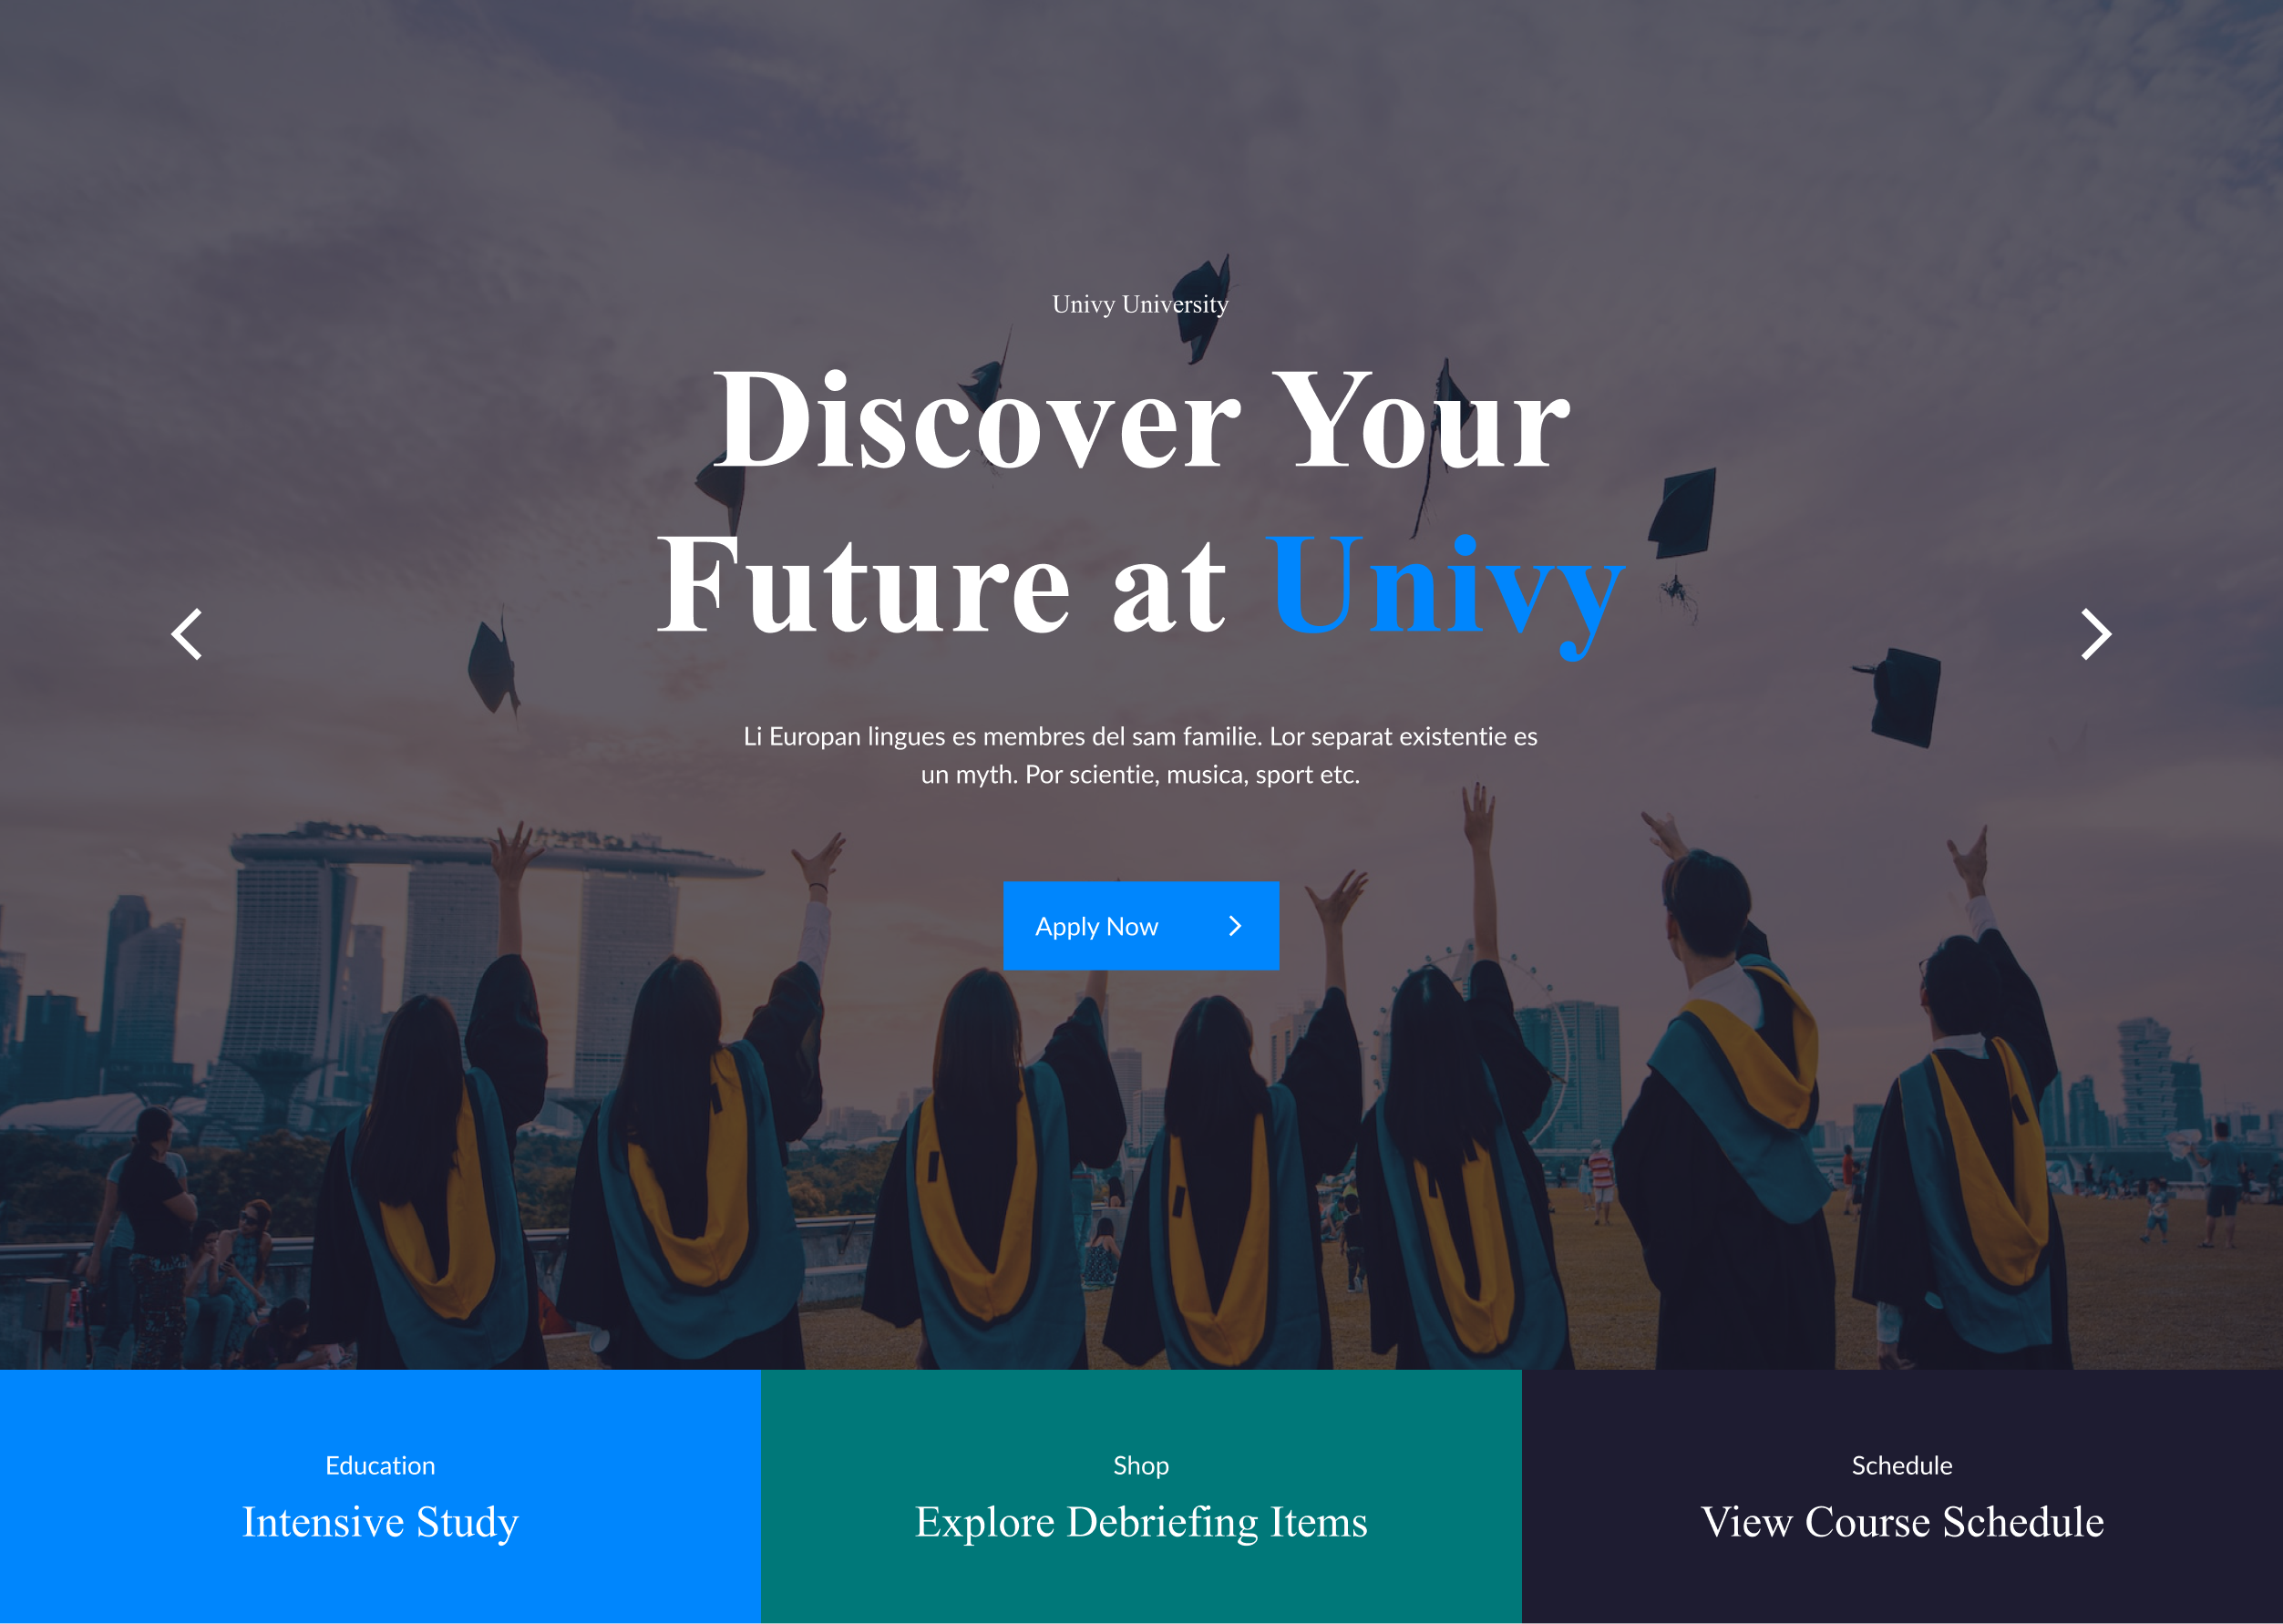 Univy University
Discover Your
Future at Univy
Li Europan lingues es membres del sam familie. Lor separat existentie es
un myth. Por scientie, musica, sport etc.
Apply Now
Education
Intensive Study
Shop
Explore Debriefing Items
Schedule
View Course Schedule